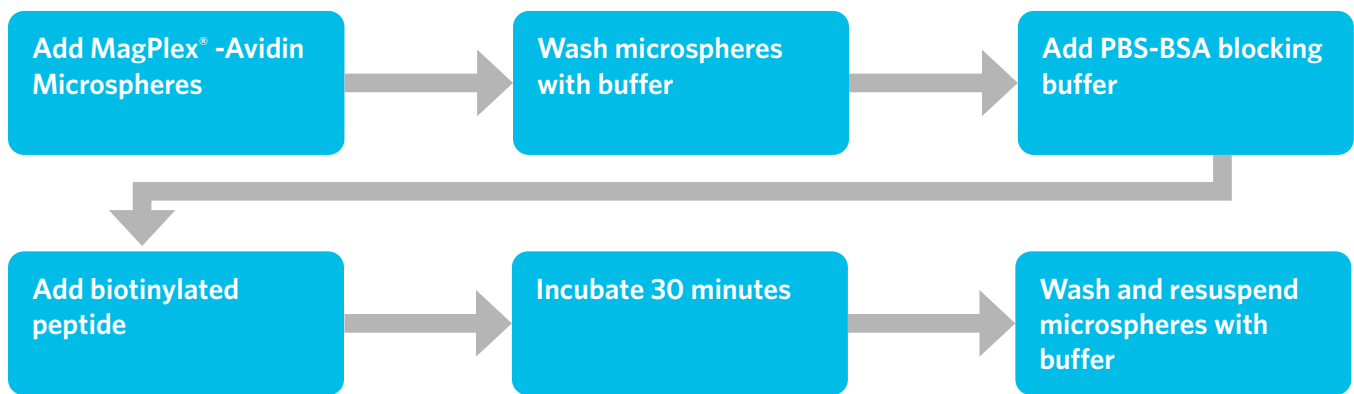 Add MagPlex® -Avidin
Microspheres
Wash microspheres
with buffer
Add PBS-BSA blocking
buffer
Add biotinylated
peptide
Incubate 30 minutes
Wash and resuspend
microspheres with
buffer